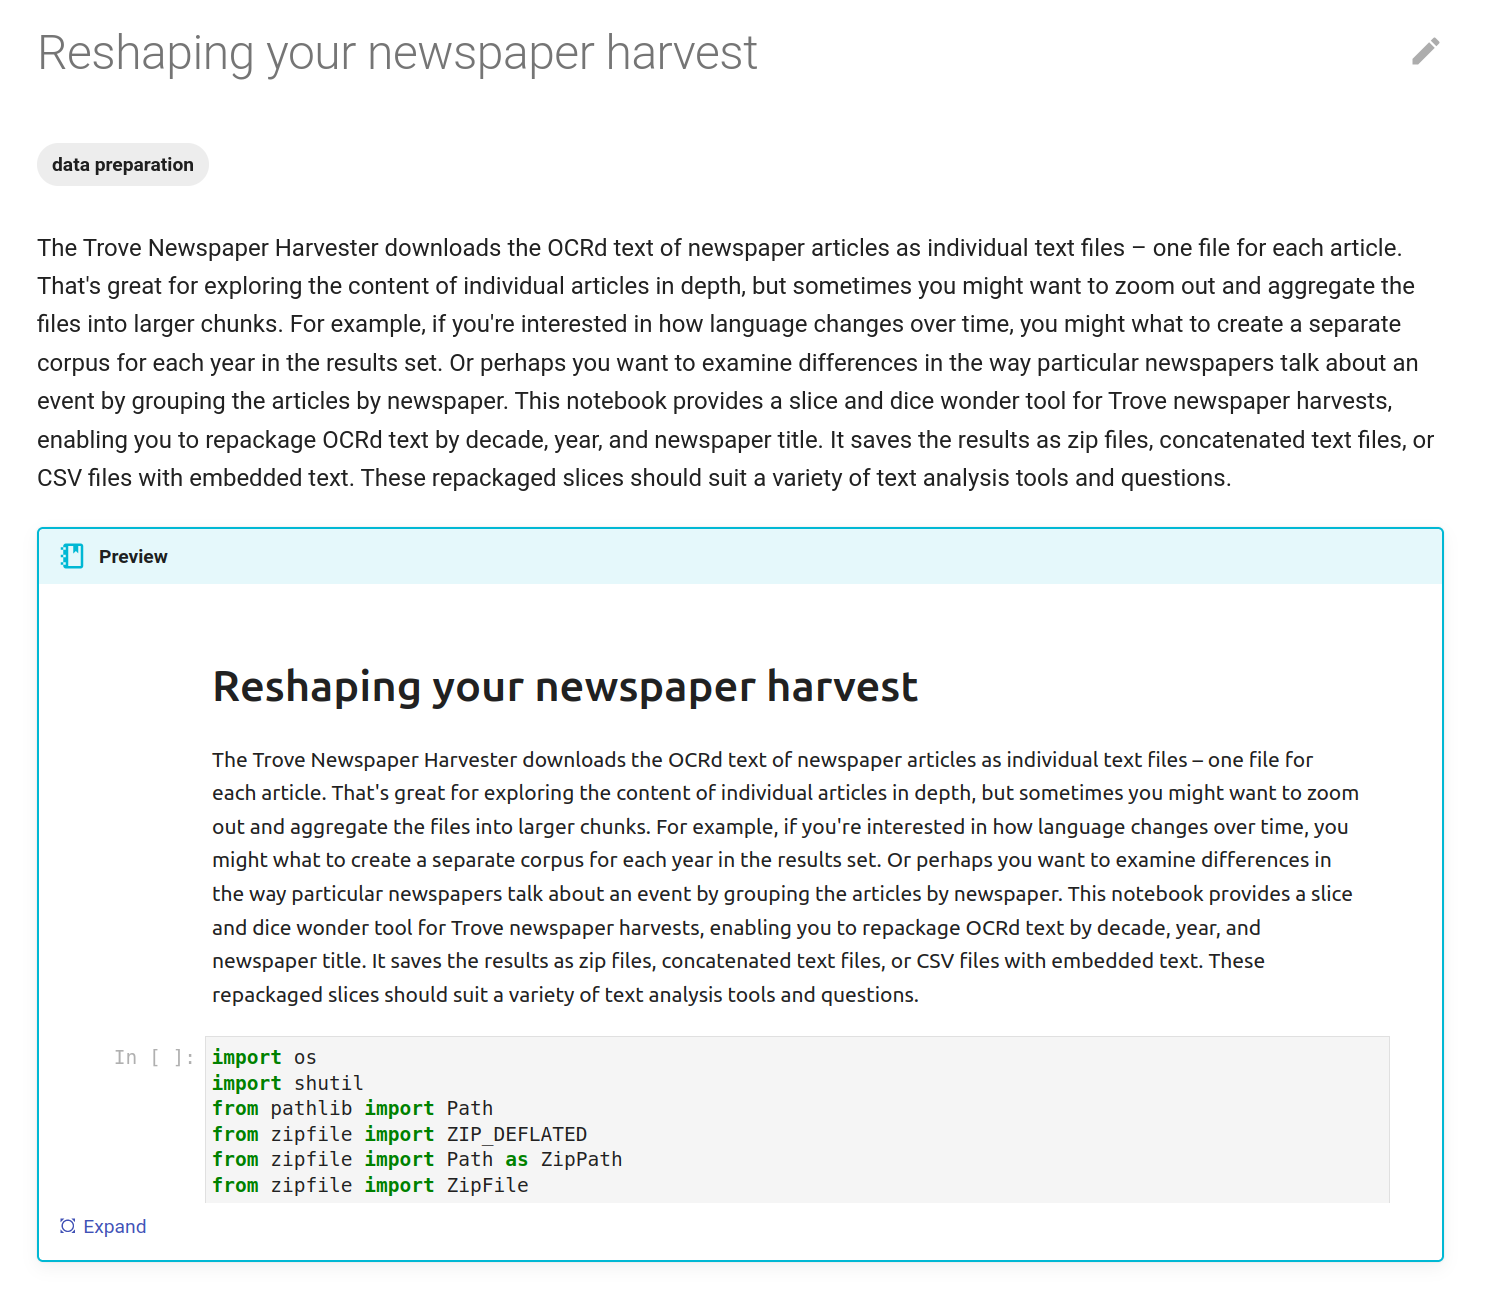 Reshaping your newspaper harvest
data preparation
The Trove Newspaper Harvester downloads the OCRd text of newspaper articles as individual text files – one file for each article.
That's great for exploring the content of individual articles in depth, but sometimes you might want to zoom out and aggregate the
files into larger chunks. For example, if you're interested in how language changes over time, you might what to create a separate
corpus for each year in the results set. Or perhaps you want to examine differences in the way particular newspapers talk about an
event by grouping the articles by newspaper. This notebook provides a slice and dice wonder tool for Trove newspaper harvests,
enabling you to repackage OCRd text by decade, year, and newspaper title. It saves the results as zip files, concatenated text files, or
CSV files with embedded text. These repackaged slices should suit a variety of text analysis tools and questions.
Preview
Reshaping your newspaper harvest
The Trove Newspaper Harvester downloads the OCRd text of newspaper articles as individual text files – one file for
each article. That's great for exploring the content of individual articles in depth, but sometimes you might want to zoom
out and aggregate the files into larger chunks. For example, if you're interested in how language changes over time, you
might what to create a separate corpus for each year in the results set. Or perhaps you want to examine differences in
the way particular newspapers talk about an event by grouping the articles by newspaper. This notebook provides a slice
and dice wonder tool for Trove newspaper harvests, enabling you to repackage OCRd text by decade, year, and
newspaper title. It saves the results as zip files, concatenated text files, or CSV files with embedded text. These
repackaged slices should suit a variety of text analysis tools and questions.
In [ ]: import os
import shutil
from pathlib import Path
from zipfile import ZIP_DEFLATED
from zipfile import Path as ZipPath
from zipfile import ZipFile
Expand